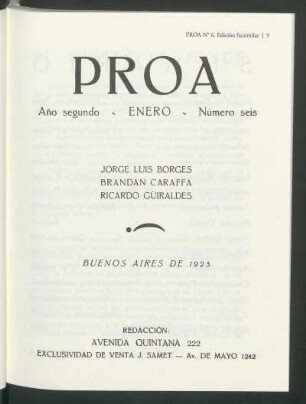 PROA Nº 6. Edición facsimilar | 5
PROA
Año segundo - ENERO - Número seis
JORGE LUIS BORGES
BRANDAN CARAFFA
RICARDO GÜIRALDES
BUENOS AIRES DE 1925
REDACCIÓN:
AVENIDA QUINTANA 222
EXCLUSIVIDAD DE VENTA J. SAMET — Av. DE MAYO 1242